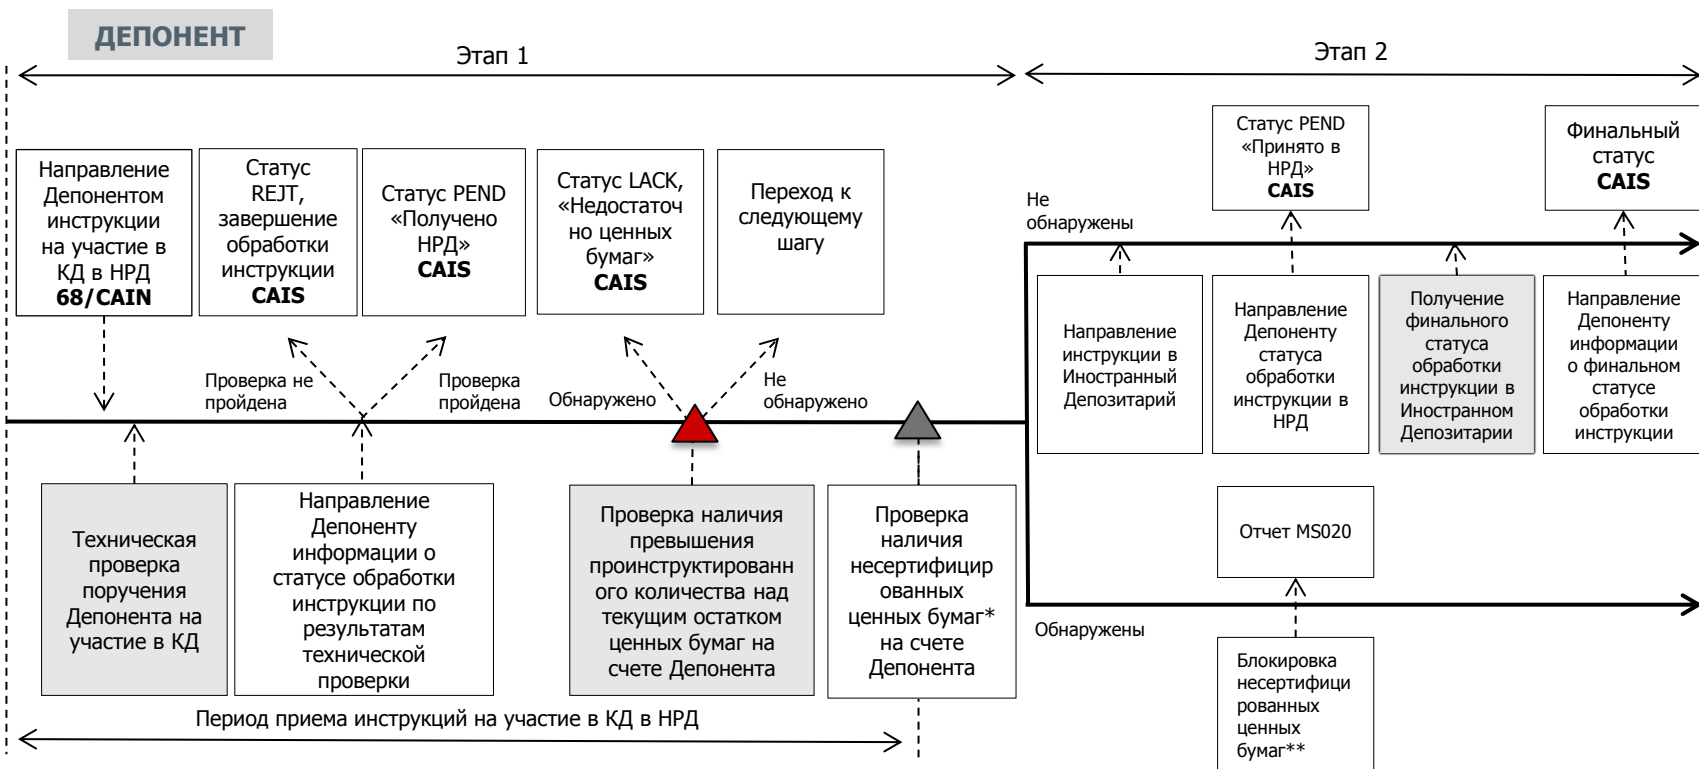 ДЕПОНЕНТ
Этап 1
Этап 2
Направление
Депонентом
инструкции
на участие в
КД в НРД
68/CAIN
Статус
REJT,
завершение
обработки
инструкции
CAIS
Статус PEND
«Получено
НРД»
CAIS
Статус LACK,
«Недостаточ
но ценных
бумаг»
CAIS
Переход к
следующему
шагу
Статус PEND
«Принято в
НРД»
CAIS
Финальный
статус
CAIS
Не
обнаружены
Проверка не
пройдена
Проверка
пройдена
Обнаружено
Не
обнаружено
Направление
инструкции в
Иностранный
Депозитарий
Направление
Депоненту
статуса
обработки
инструкции в
НРД
Получение
финального
статуса
обработки
инструкции в
Иностранном
Депозитарии
Направление
Депоненту
информации
о финальном
статусе
обработки
инструкции
Техническая
проверка
поручения
Депонента на
участие в КД
Направление
Депоненту
информации о
статусе обработки
инструкции по
результатам
технической
проверки
Проверка наличия
превышения
проинструктированн
ого количества над
текущим остатком
ценных бумаг на
счете Депонента
Проверка
наличия
несертифицир
ованных
ценных бумаг*
на счете
Депонента
Отчет MS020
Обнаружены
Блокировка
несертифици
рованных
ценных
бумаг**
Период приема инструкций на участие в КД в НРД